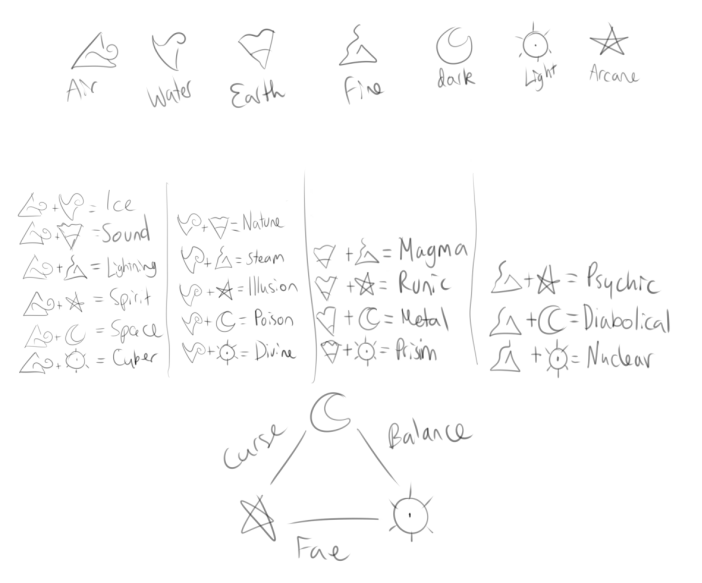 Air Water Earth Fire dark Light Arcane
+ = Ice
+ = Sound
+ = Lightning
+ = Spirit
+ = Space
+ = Cyber
+ = Nature
+ = Steam
+ = Illusion
+ = Poison
+ = Divine
+ = Magma
+ = Runic
+ = Metal
+ = Prism
+ = Psychic
+ = Diabolical
+ = Nuclear
Curse Balance
Fae